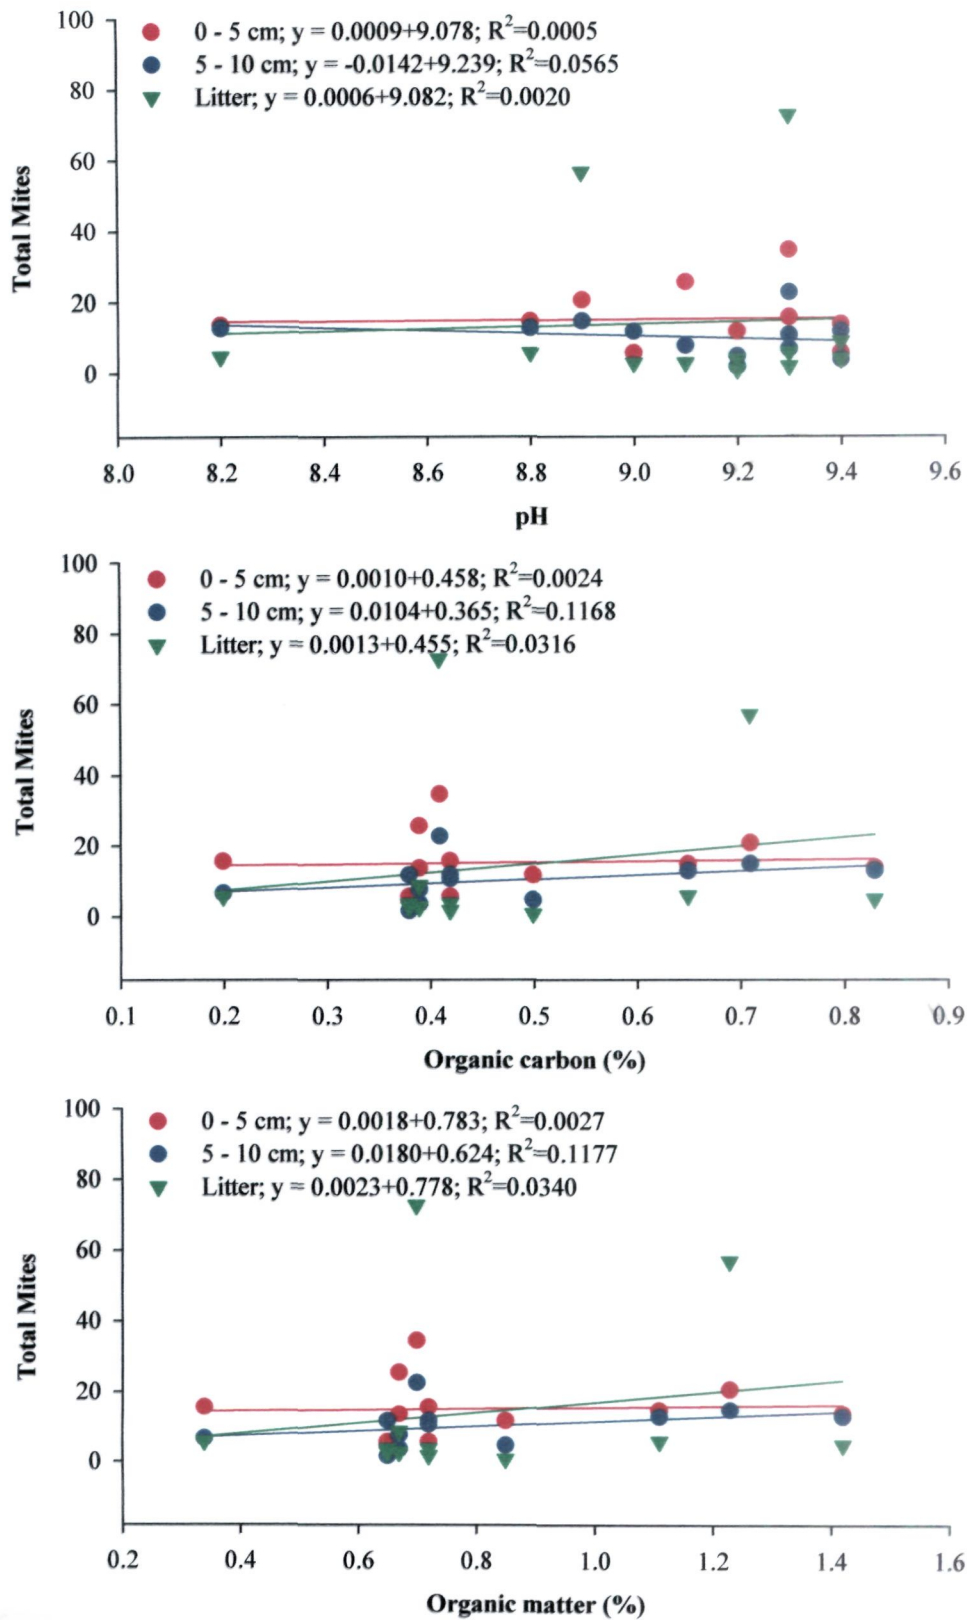 100
0 - 5 cm; y = 0.0009+9.078; R²=0.0005
5 - 10 cm; y = -0.0142+9.239; R²=0.0565
80
Litter; y = 0.0006+9.082; R²=0.0020
60
Total Mites
40
20
0
8.0 8.2 8.4 8.6 8.8 9.0 9.2 9.4 9.6
pH
100
0 - 5 cm; y = 0.0010+0.458; R²=0.0024
5 - 10 cm; y = 0.0104+0.365; R²=0.1168
80
Litter; y = 0.0013+0.455; R²=0.0316
60
Total Mites
40
20
0
0.1 0.2 0.3 0.4 0.5 0.6 0.7 0.8 0.9
Organic carbon (%)
100
0 - 5 cm; y = 0.0018+0.783; R²=0.0027
5 - 10 cm; y = 0.0180+0.624; R²=0.1177
80
Litter; y = 0.0023+0.778; R²=0.0340
60
Total Mites
40
20
0
0.2 0.4 0.6 0.8 1.0 1.2 1.4 1.6
Organic matter (%)